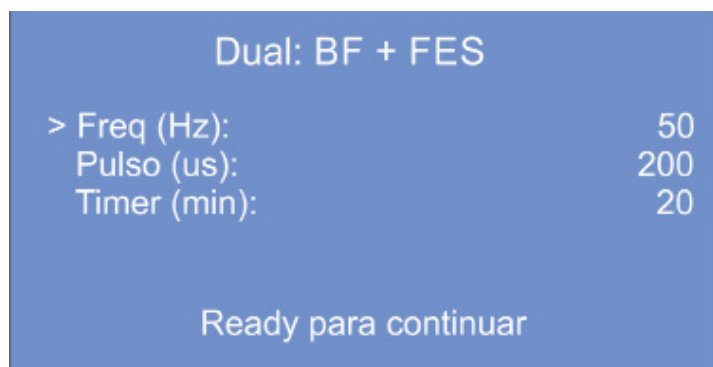 Dual: BF + FES
> Freq (Hz): 50
Pulso (us): 200
Timer (min): 20
Ready para continuar